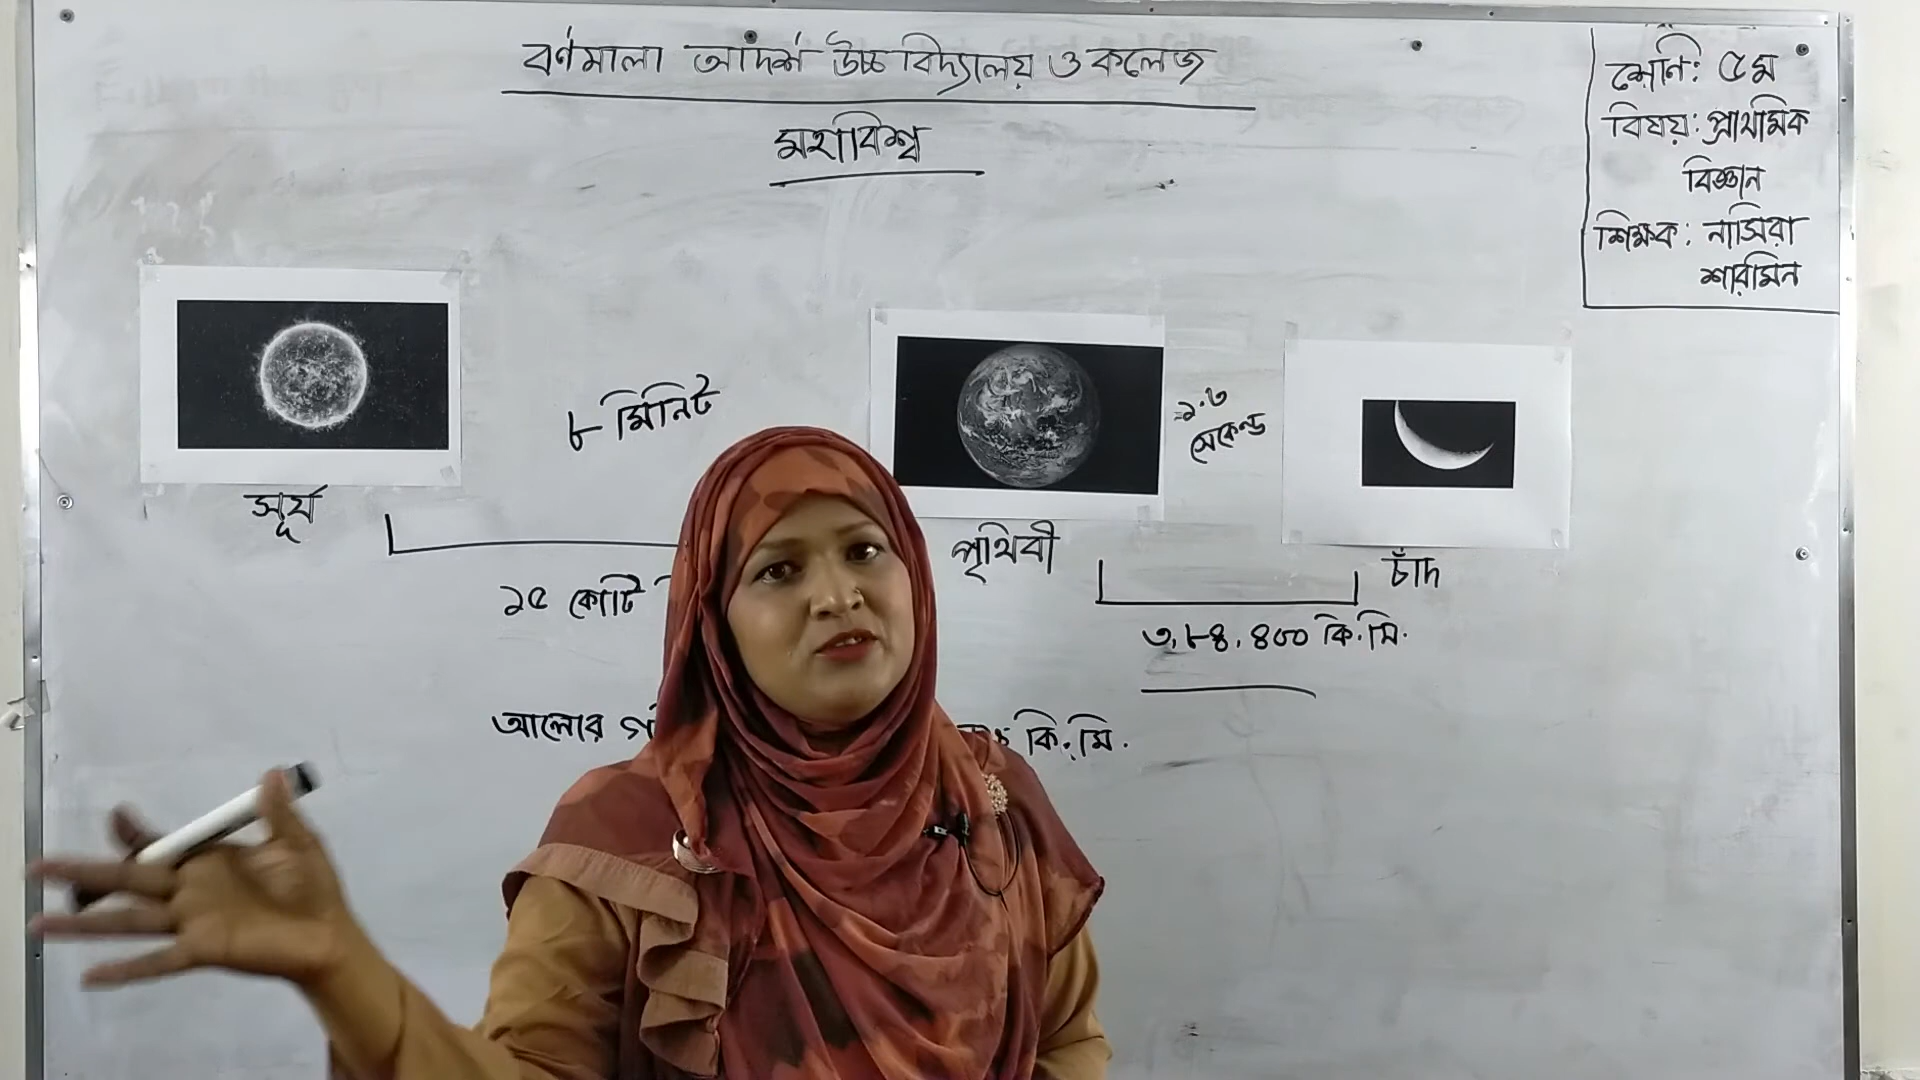 বর্ণমালা আদর্শ উচ্চ বিদ্যালয় ও কলেজ
মহাবিশ্ব
শ্রেণি: ৫ম
বিষয়: প্রাথমিক
বিজ্ঞান
শিক্ষক: নাসিরা
শারমিন
৮ মিনিট
১.৩
সেকেন্ড
সূর্য
পৃথিবী
চাঁদ
১৫ কোটি
৩,৮৪,৪০০ কি.মি.
আলোর
কি.মি.